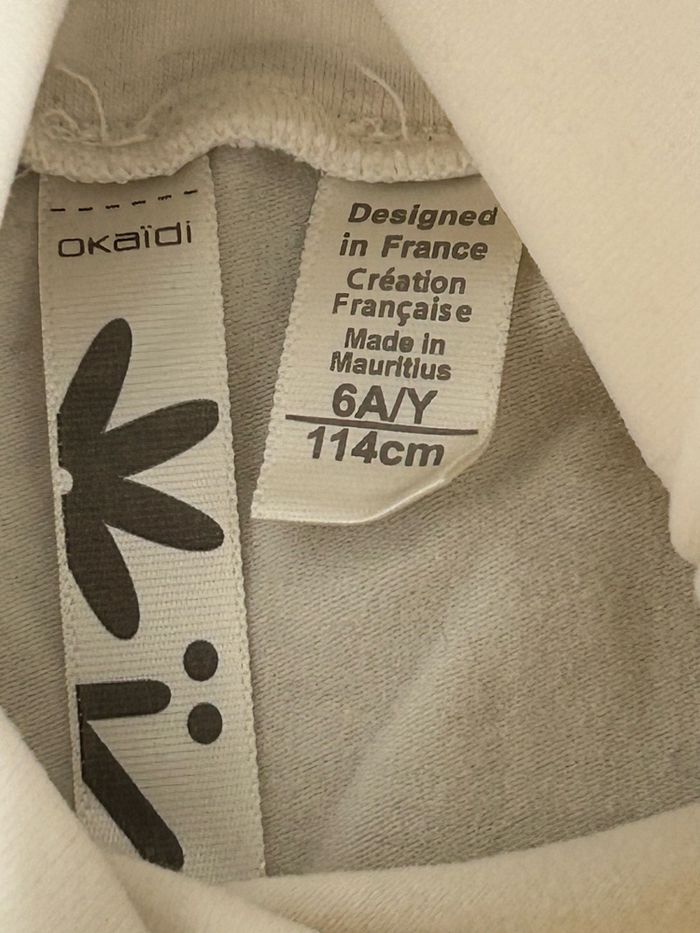 oKaïdi
Designed
in France
Création
Française
Made in
Mauritius
6A/Y
114cm